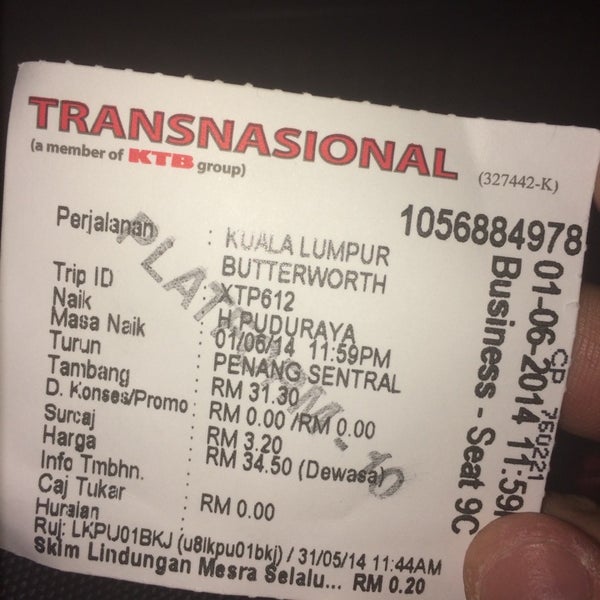 TRANSNASIONAL
(a member of KTB group)
(327442-K)
1056884978
Perjalanan : KUALA LUMPUR
BUTTERWORTH
Trip ID : XTP612
Naik : H.PUDURAYA
Masa Naik : 01/06/14 11:59PM
Turun : PENANG SENTRAL
Tambang : RM 31.30
D. Konses/Promo : RM 0.00 /RM 0.00
Surcaj : RM 3.20
Harga : RM 34.50 (Dewasa)
Info Tmbhn.
Caj Tukar : RM 0.00
Huraian
Ruj: LKPU01BKJ (u8lkpu01bkj) / 31/05/14 11:44AM
Skim Lindungan Mesra Selalu... RM 0.20
PLATFORM - 10
CP 750221
01-06-2014 11:59
Business - Seat 9C